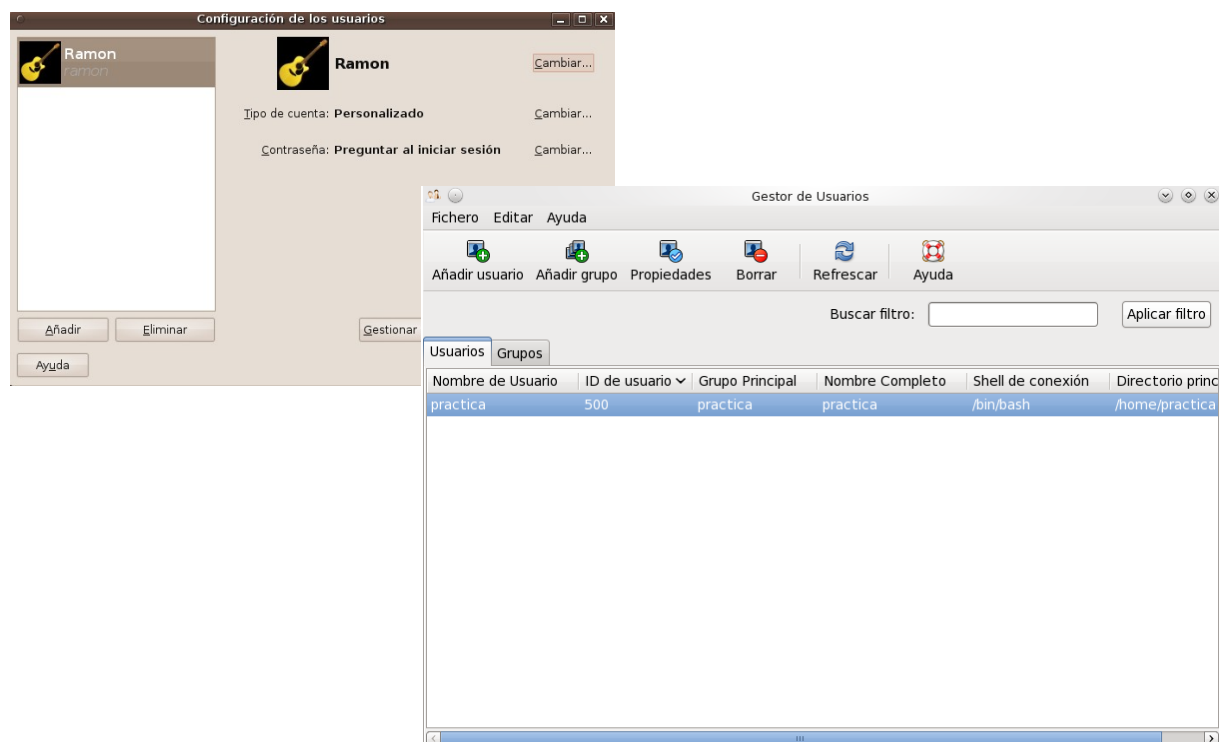 Configuración de los usuarios
Ramon
ramon
Ramon
Cambiar...
Tipo de cuenta: Personalizado
Cambiar...
Contraseña: Preguntar al iniciar sesión
Cambiar...
Añadir
Eliminar
Gestionar
Ayuda
Gestor de Usuarios
Fichero Editar Ayuda
Añadir usuario Añadir grupo Propiedades Borrar Refrescar Ayuda
Buscar filtro:
Aplicar filtro
Usuarios Grupos
Nombre de Usuario ID de usuario Grupo Principal Nombre Completo Shell de conexión Directorio princ
practica 500 practica practica /bin/bash /home/practica